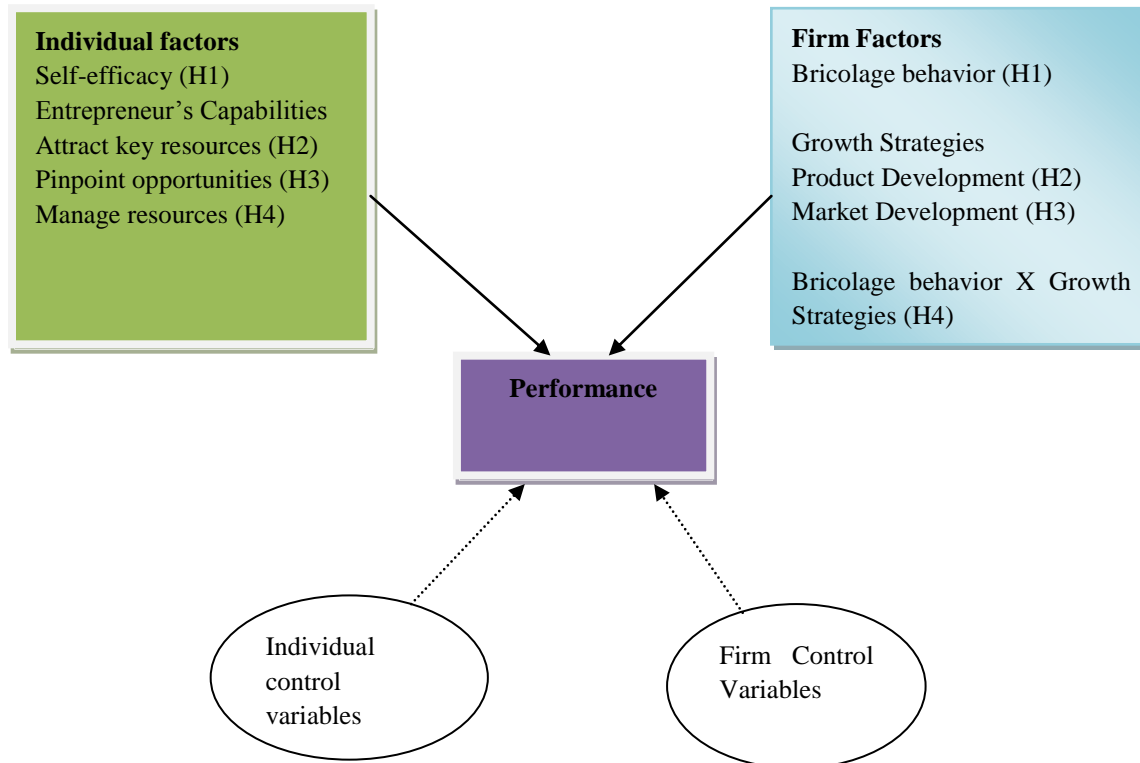 Individual factors
Self-efficacy (H1)
Entrepreneur's Capabilities
Attract key resources (H2)
Pinpoint opportunities (H3)
Manage resources (H4)
Firm Factors
Bricolage behavior (H1)
Growth Strategies
Product Development (H2)
Market Development (H3)
Bricolage behavior X Growth
Strategies (H4)
Performance
Individual
control
variables
Firm Control
Variables